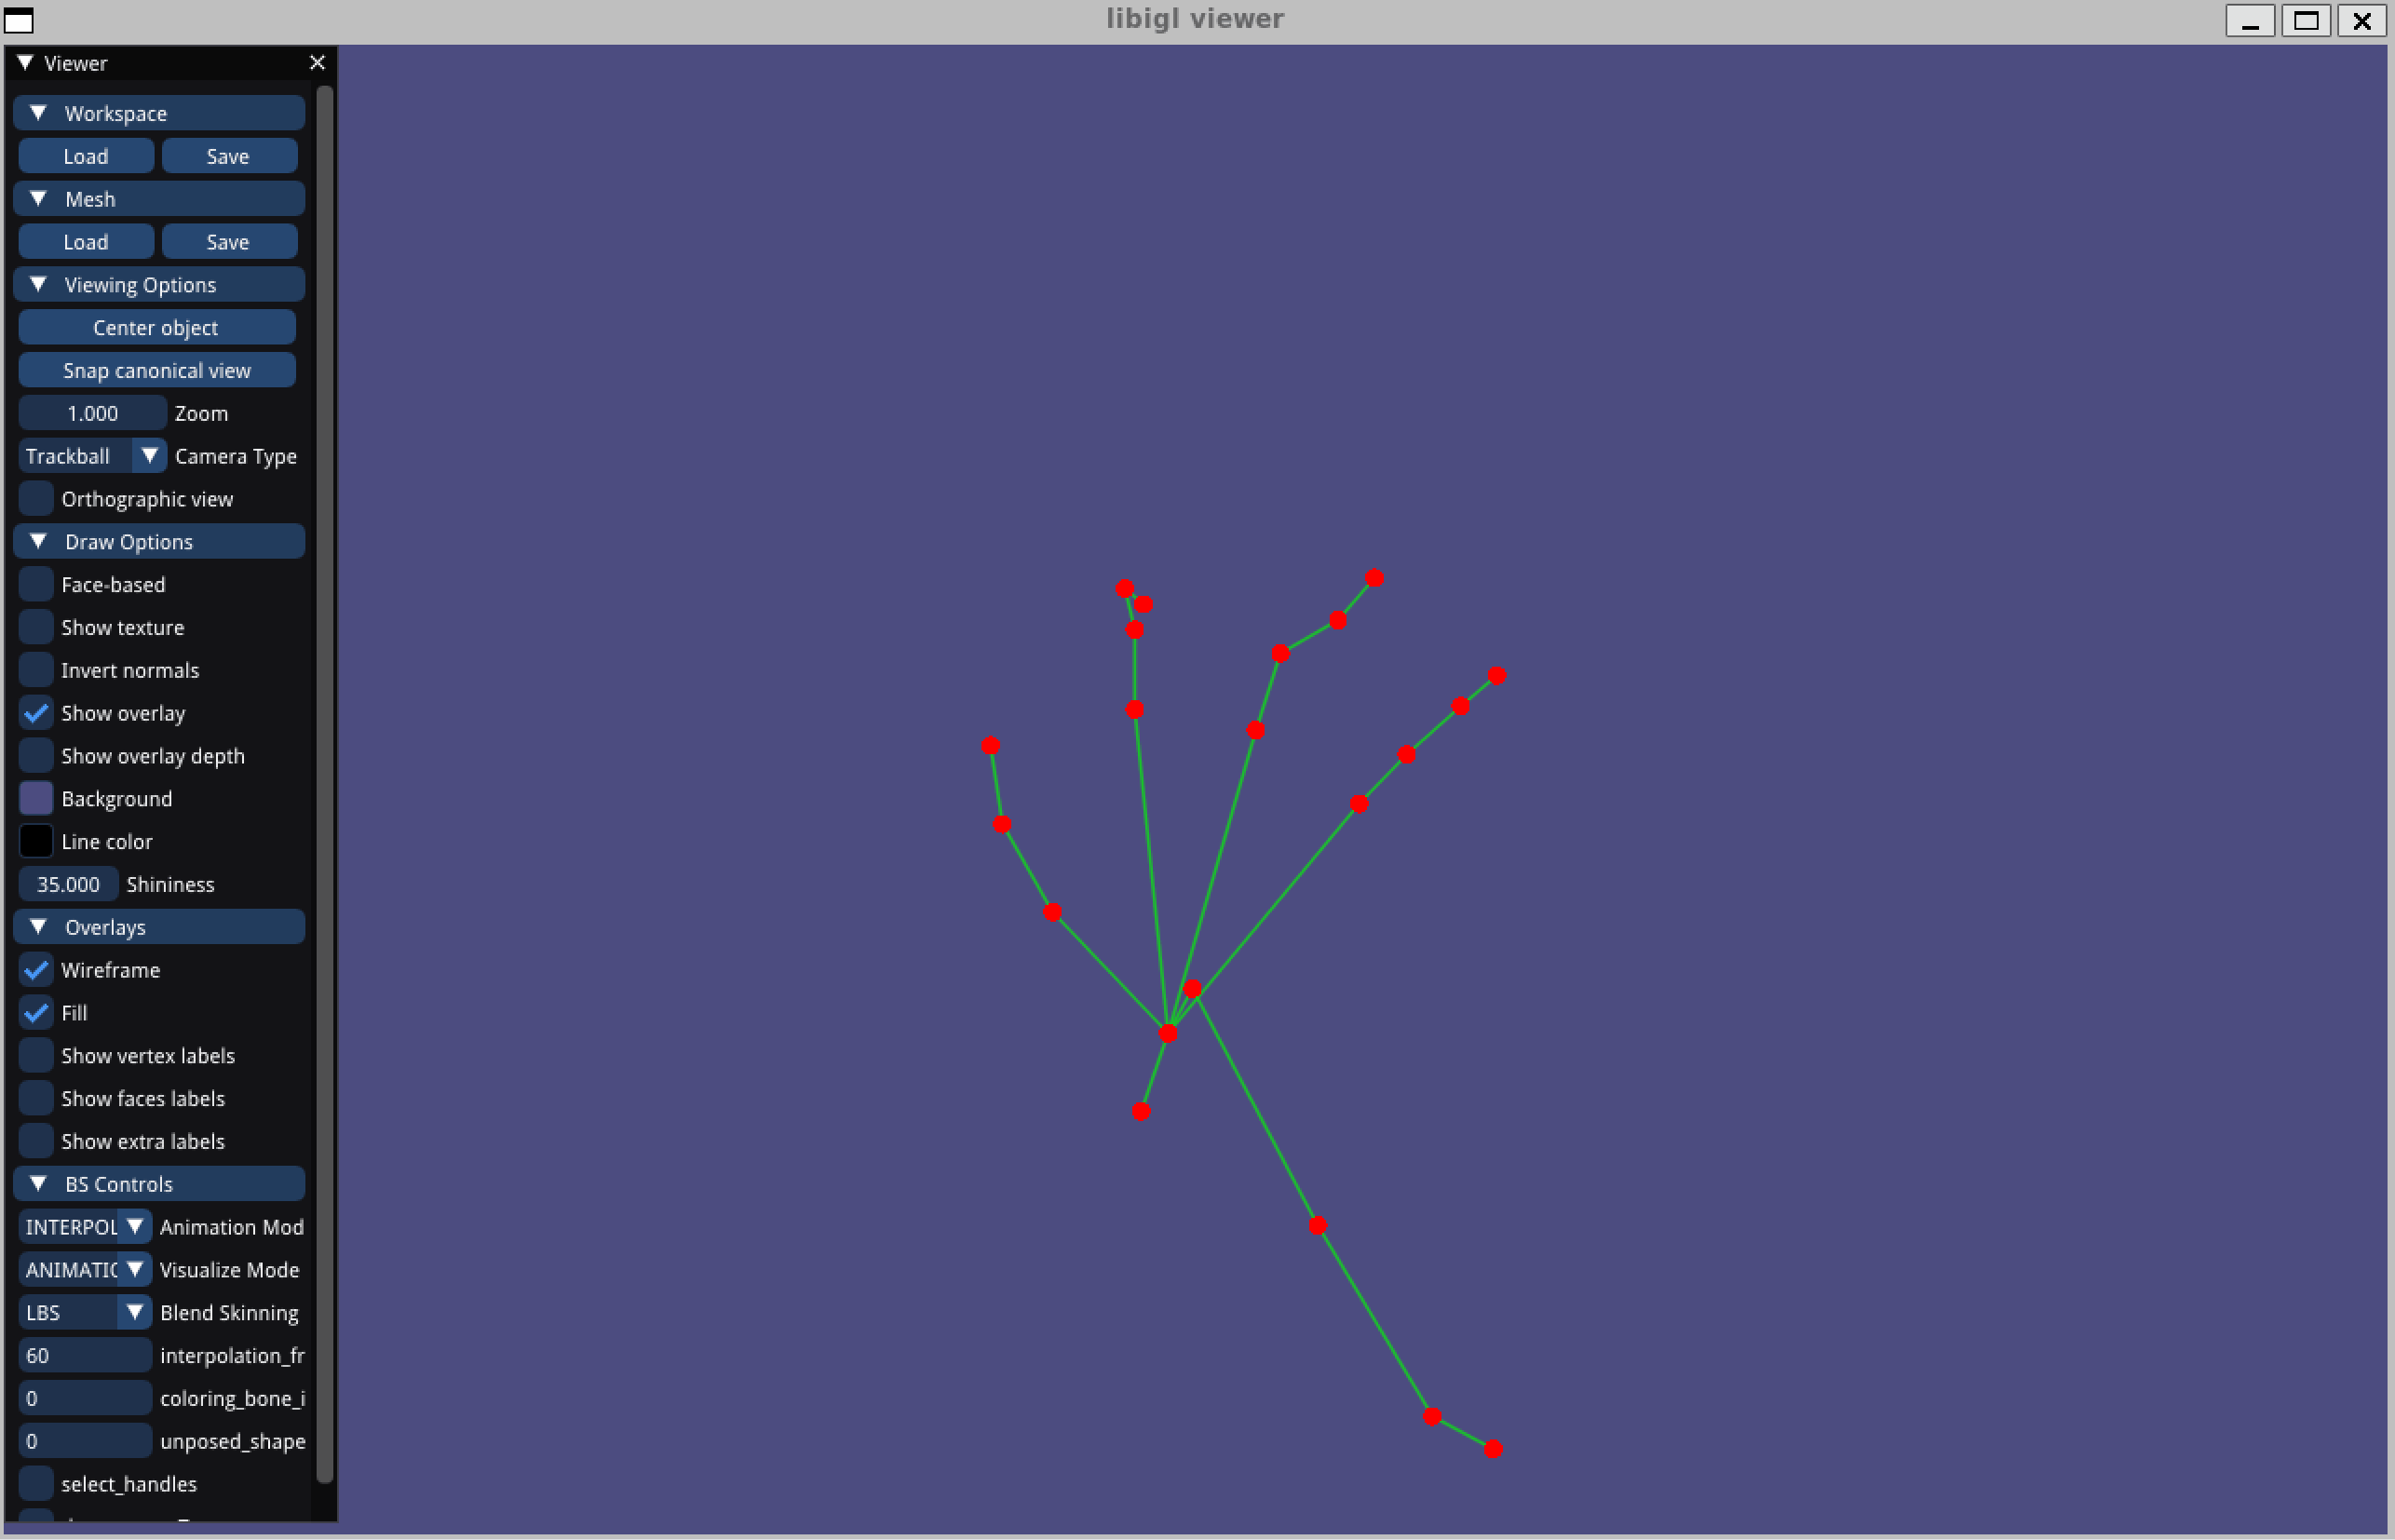 libigl viewer
Viewer
Workspace
Load Save
Mesh
Load Save
Viewing Options
Center object
Snap canonical view
1.000 Zoom
Trackball Camera Type
Orthographic view
Draw Options
Face-based
Show texture
Invert normals
Show overlay
Show overlay depth
Background
Line color
35.000 Shininess
Overlays
Wireframe
Fill
Show vertex labels
Show faces labels
Show extra labels
BS Controls
INTERPOL Animation Mod
ANIMATIC Visualize Mode
LBS Blend Skinning
60 interpolation_fr
0 coloring_bone_i
0 unposed_shape
select_handles